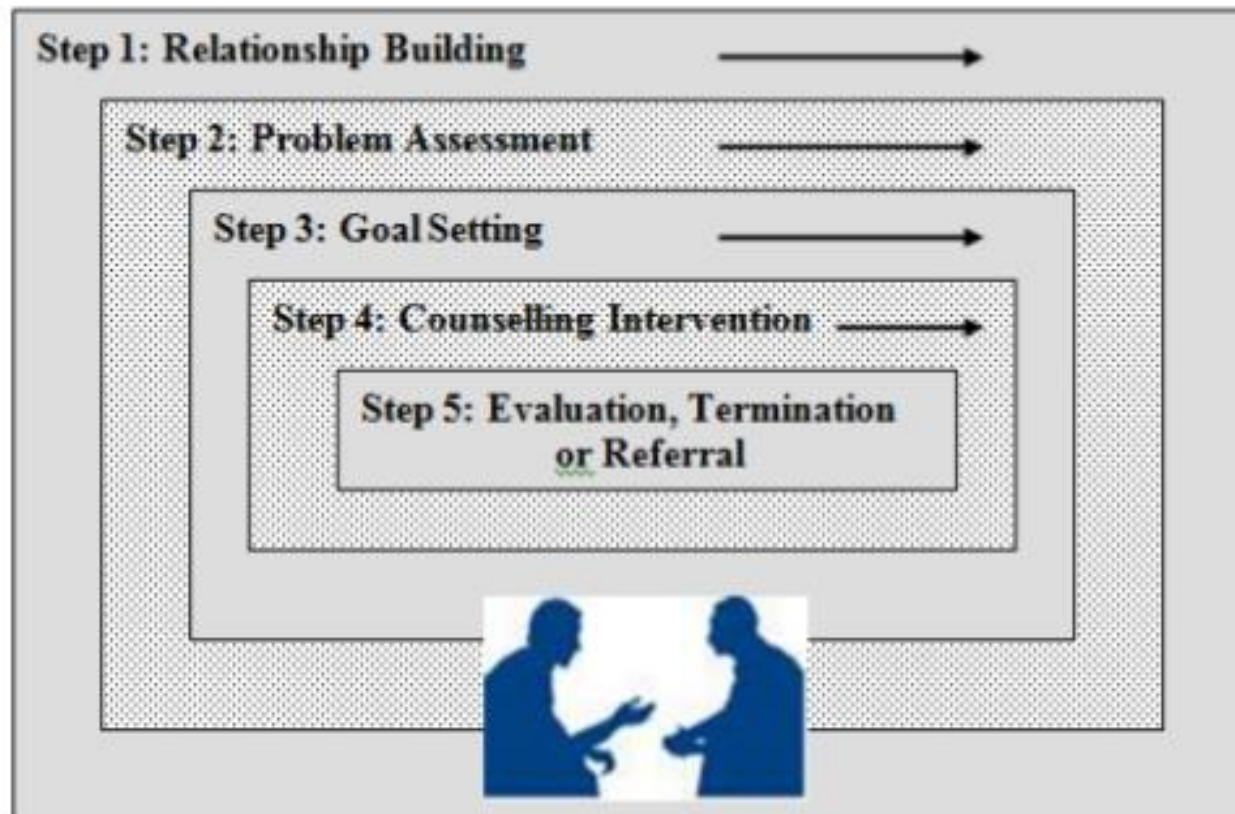 Step 1: Relationship Building
Step 2: Problem Assessment
Step 3: Goal Setting
Step 4: Counselling Intervention
Step 5: Evaluation, Termination
or Referral